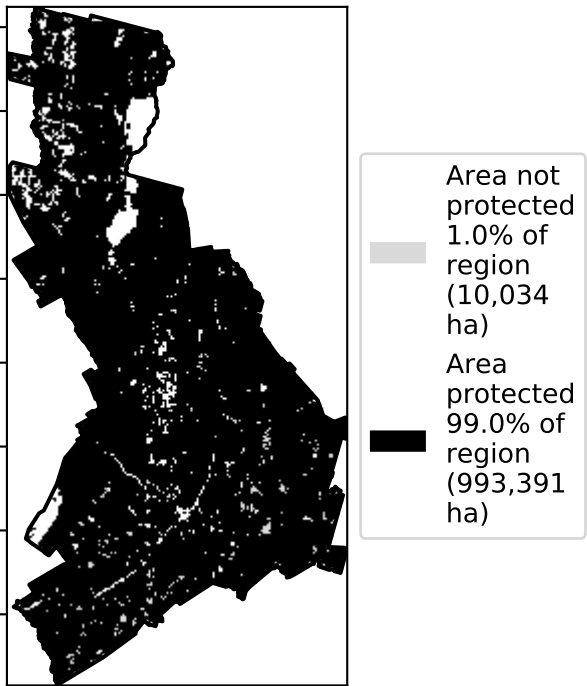 Area not
protected
1.0% of
region
(10,034
ha)
Area
protected
99.0% of
region
(993,391
ha)